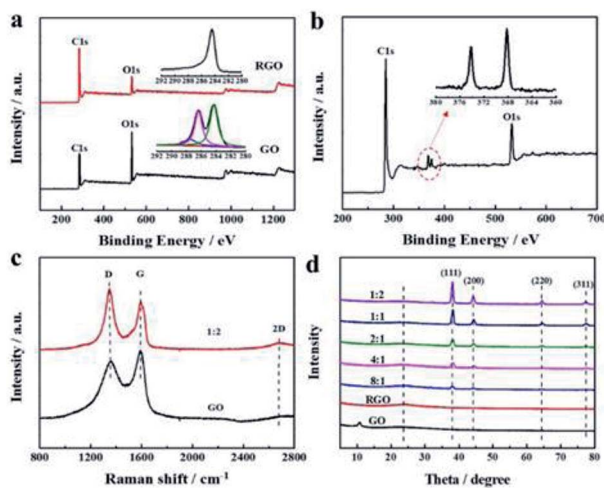 a
C1s
RGO
O1s
292 290 288 286 284 282 280
O1s
C1s
GO
292 290 288 286 284 282 280
Intensity / a.u.
200 400 600 800 1000 1200
Binding Energy / eV
b
C1s
380 376 372 368 364 360
O1s
Intensity / a.u.
200 300 400 500 600 700
Binding Energy / eV
c
D G
1:2
2D
GO
Intensity/a.u.
800 1200 1600 2000 2400 2800
Raman shift / cm-1
d
(111) (200) (220) (311)
1:2
1:1
2:1
4:1
8:1
RGO
GO
Intensity
10 20 30 40 50 60 70 80
Theta / degree